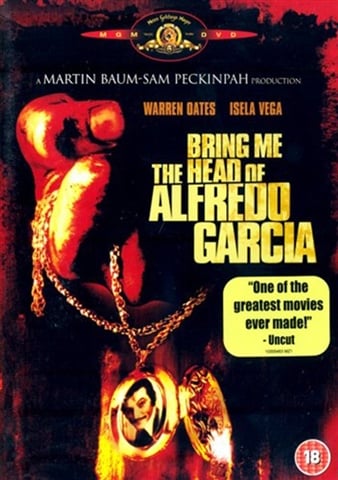 MGM DVD
A MARTIN BAUM-SAM PECKINPAH PRODUCTION
WARREN OATES ISELA VEGA
BRING ME
THE HEAD OF
ALFREDO
GARCIA
"One of the
greatest movies
ever made!"
- Uncut
18